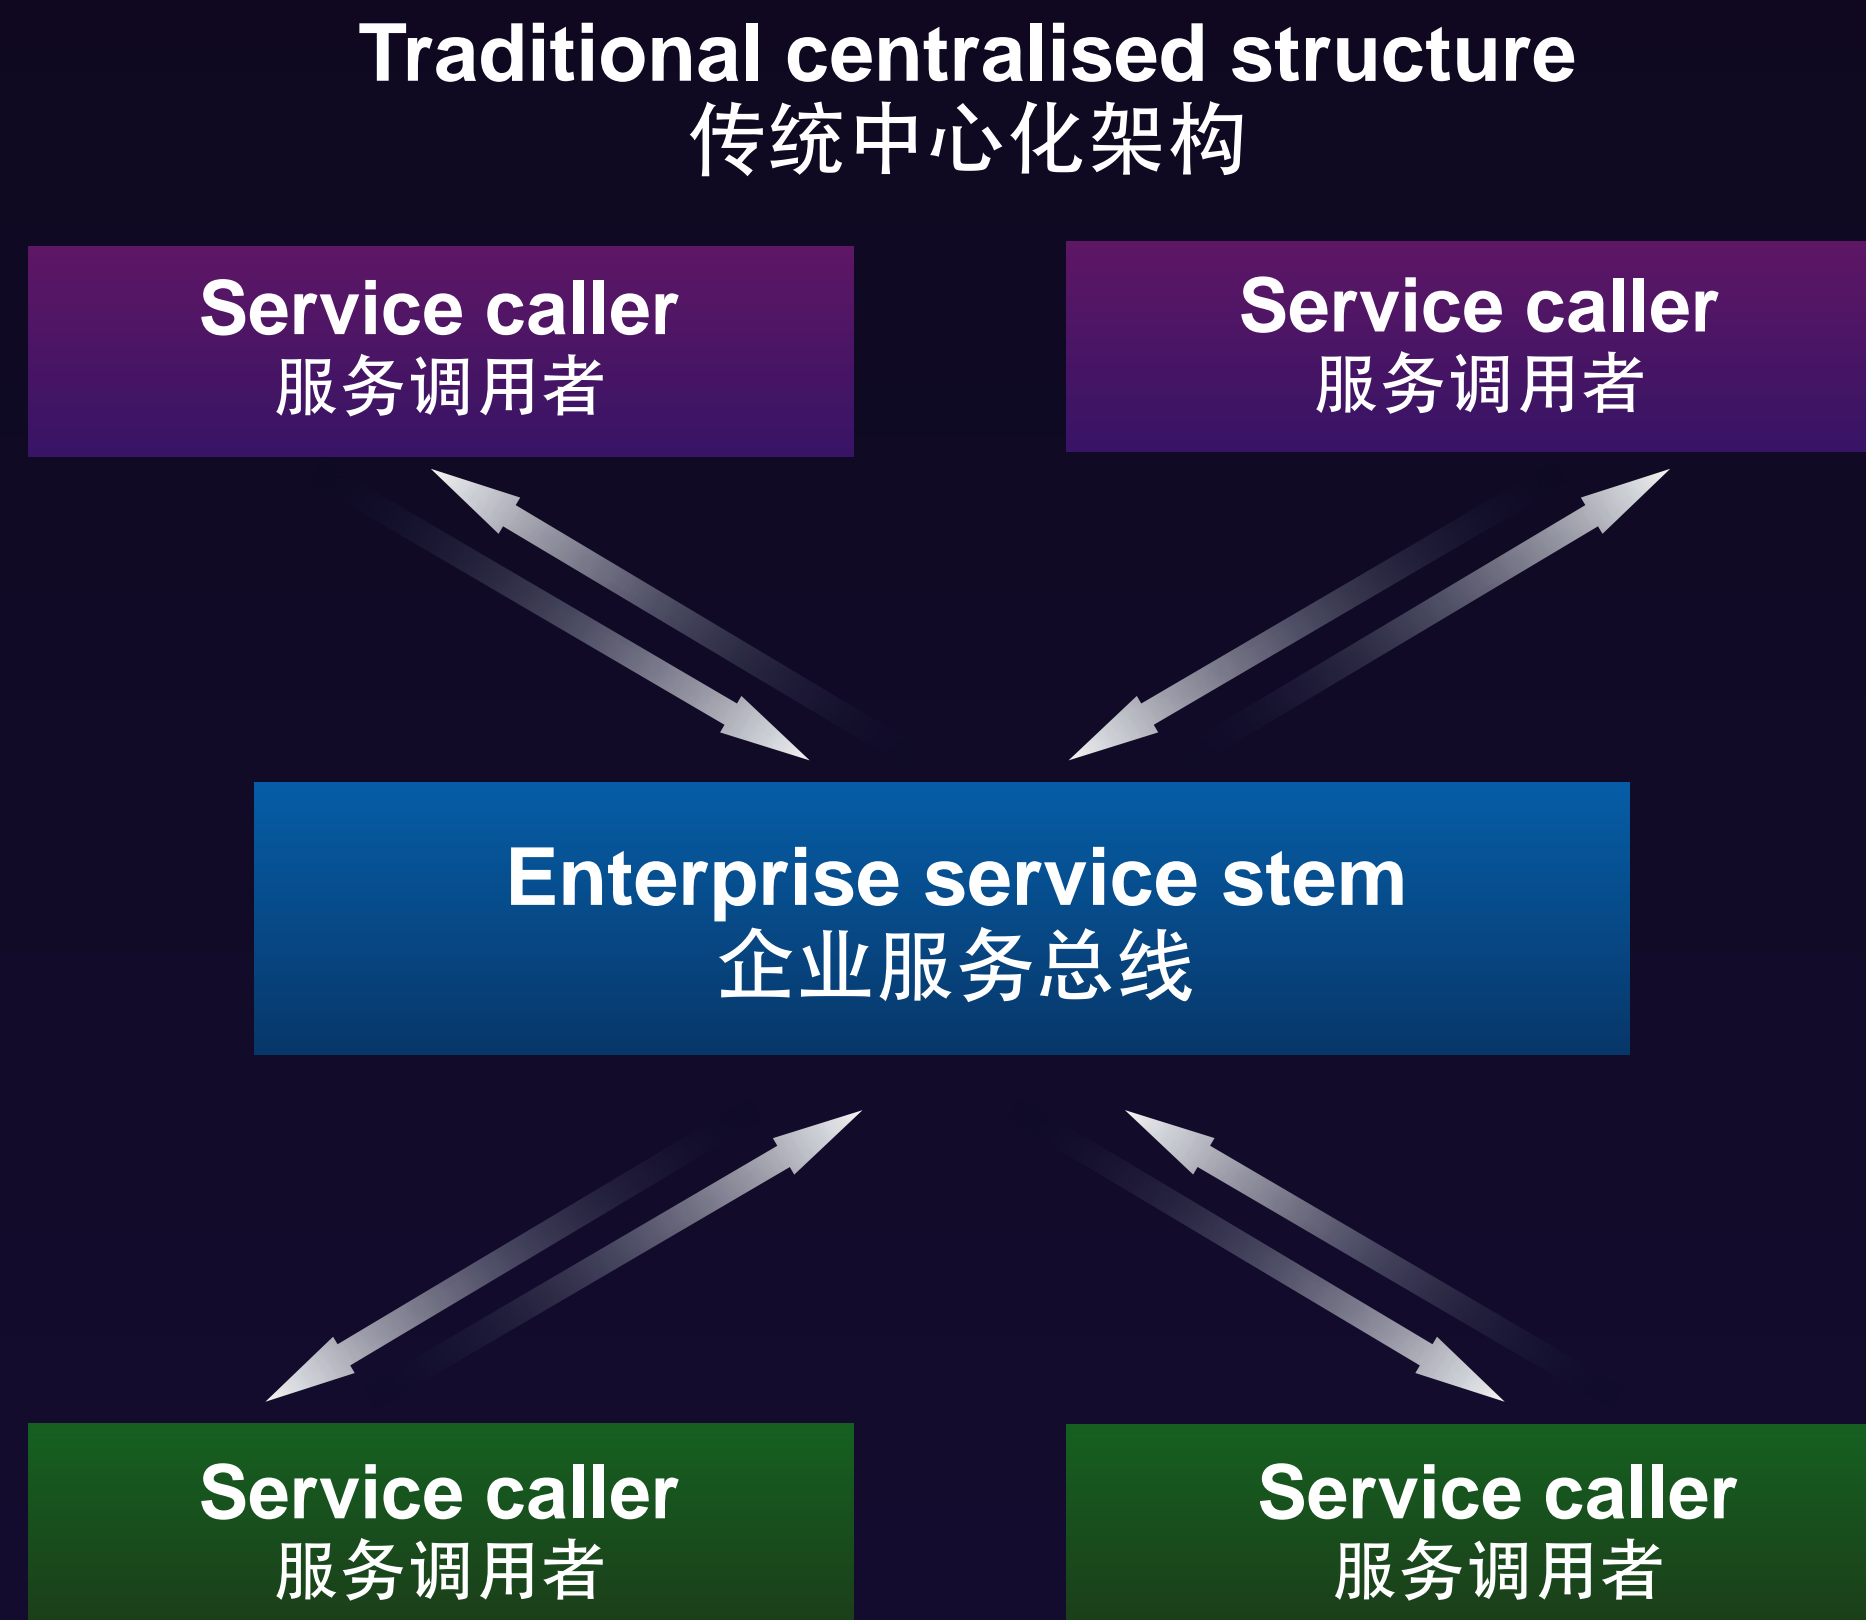 Traditional centralised structure
传统中心化架构
Service caller
服务调用者
Service caller
服务调用者
Enterprise service stem
企业服务总线
Service caller
服务调用者
Service caller
服务调用者